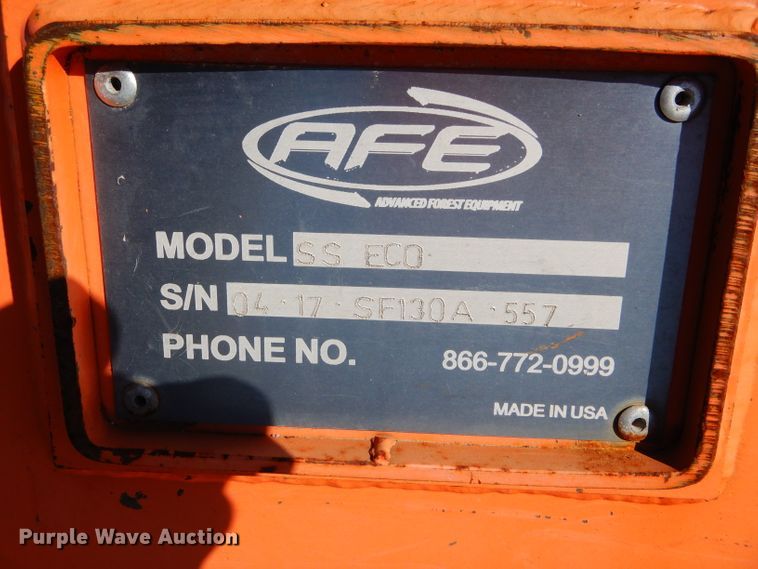 AFE
ADVANCED FOREST EQUIPMENT
MODEL SS ECO
S/N 04·17·SF130A·557
PHONE NO. 866-772-0999
MADE IN USA
Purple Wave Auction®